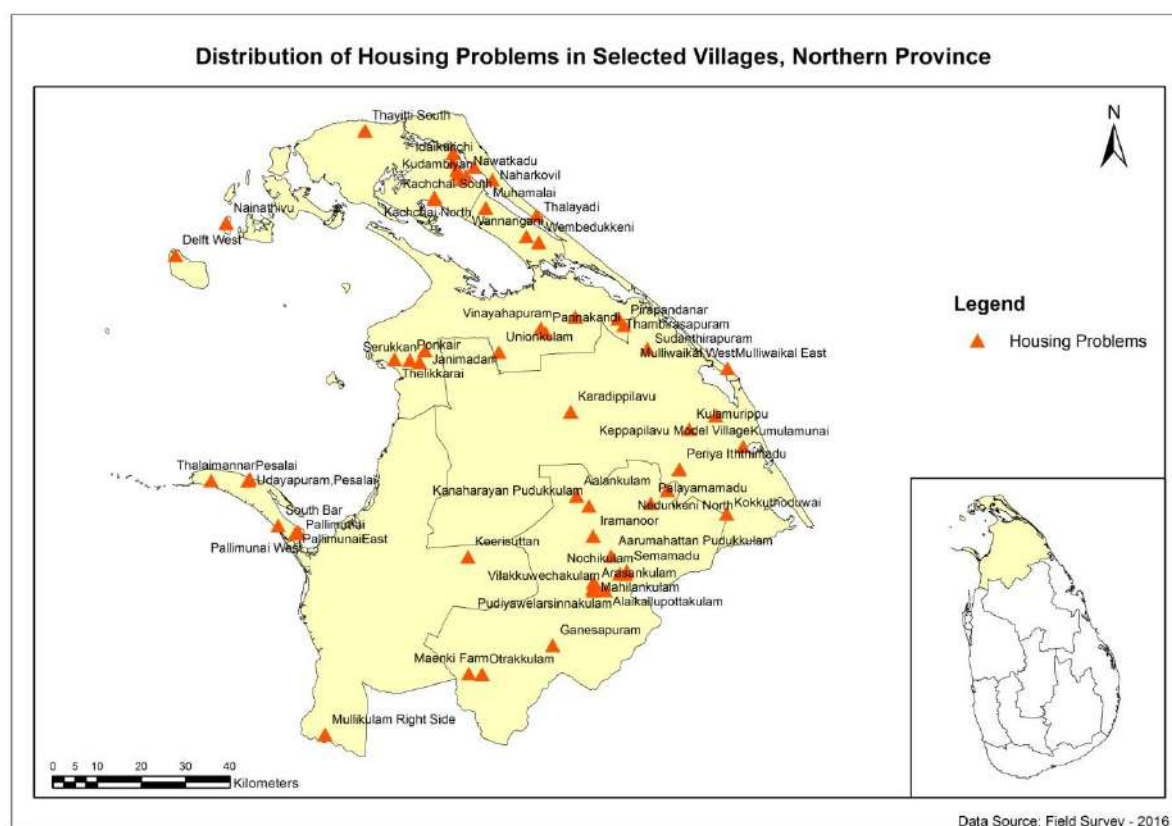 Distribution of Housing Problems in Selected Villages, Northern Province
N
Thayitti South
Idaikurichi
Kudambiyan
Nawatkadu
Naharkovil
Kachchai South
Muhamalai
Nainathivu
Kachchai North
Wannangani
Thalayadi
Wembedukkeni
Delft West
Legend
Housing Problems
Vinayahapuram
Pannakandi
Pirapandanar
Thambirasapuram
Unionkulam
Sudanthirapuram
Serukkan
Ponkair
Janimadam
Mulliwaikal West
Mulliwaikal East
Thelikkarai
Karadippilavu
Kulamurippu
Keppapilavu Model Village
Kumulamunai
Periya Iththimadu
Thalaimannar
Pesalai
Udayapuram,Pesalai
Aalankulam
Kanaharayan Pudukkulam
Palayamamadu
Nedunkeni North
Kokkuthoduwai
South Bar
Pallimunai
Iramanoor
Pallimunai West
PallimunaiEast
Keerisuttan
Aarumahattan Pudukkulam
Nochikulam
Semamadu
Vilakkuwechakulam
Arasankulam
Mahilankulam
Pudiyawelarsinnakulam
Alaikallupottakulam
Ganesapuram
Maenki Farm
Otrakkulam
Mullikulam Right Side
0 5 10 20 30 40
Kilometers
Data Source: Field Survey - 2016